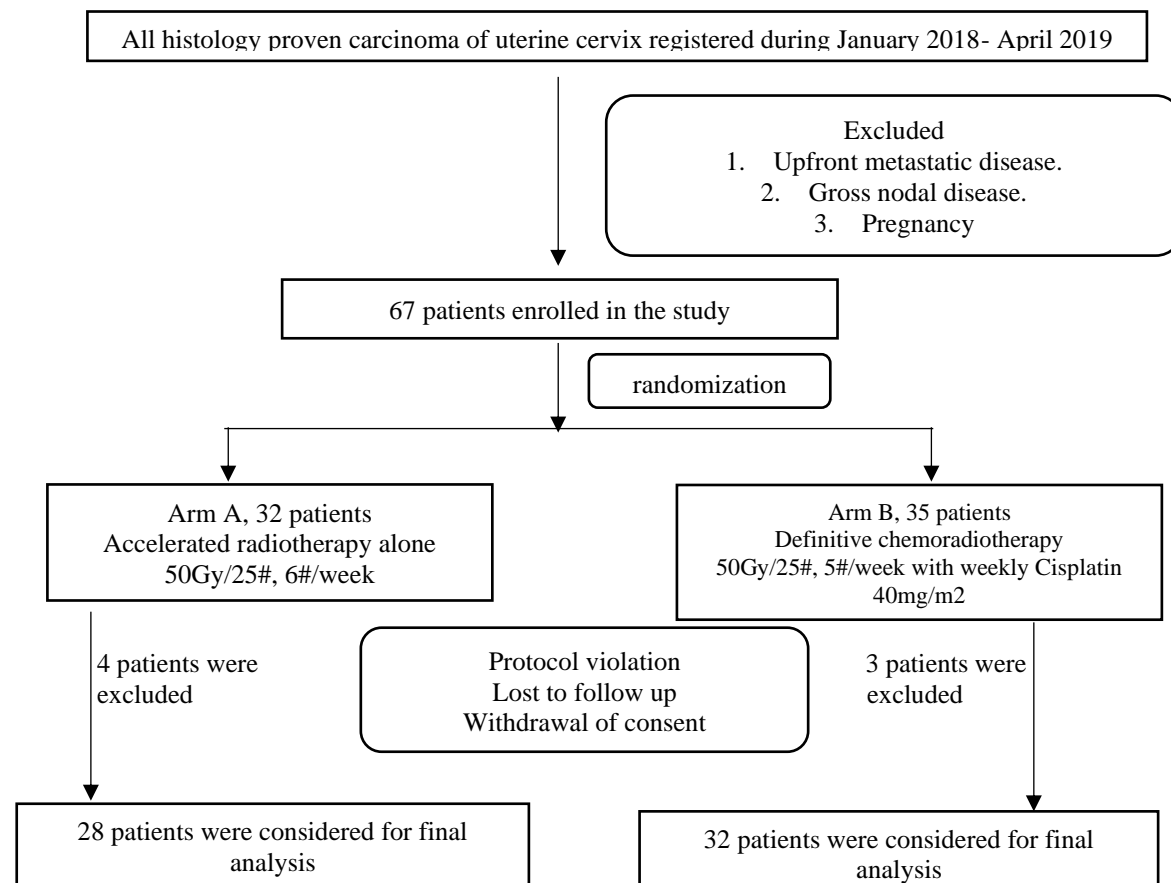 All histology proven carcinoma of uterine cervix registered during January 2018- April 2019
Excluded
1. Upfront metastatic disease.
2. Gross nodal disease.
3. Pregnancy
67 patients enrolled in the study
randomization
Arm A, 32 patients
Accelerated radiotherapy alone
50Gy/25#, 6#/week
Arm B, 35 patients
Definitive chemoradiotherapy
50Gy/25#, 5#/week with weekly Cisplatin
40mg/m2
4 patients were
excluded
Protocol violation
Lost to follow up
Withdrawal of consent
3 patients were
excluded
28 patients were considered for final
analysis
32 patients were considered for final
analysis